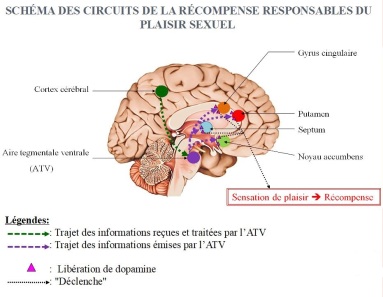 SCHÉMA DES CIRCUITS DE LA RÉCOMPENSE RESPONSABLES DU
PLAISIR SEXUEL
Gyrus cingulaire
Cortex cérébral
Putamen
Septum
Aire tegmentale ventrale
(ATV)
Noyau accumbens
Sensation de plaisir ➔ Récompense
Légendes:
: Trajet des informations reçues et traitées par l'ATV
: Trajet des informations émises par l'ATV
: Libération de dopamine
: "Déclenche"